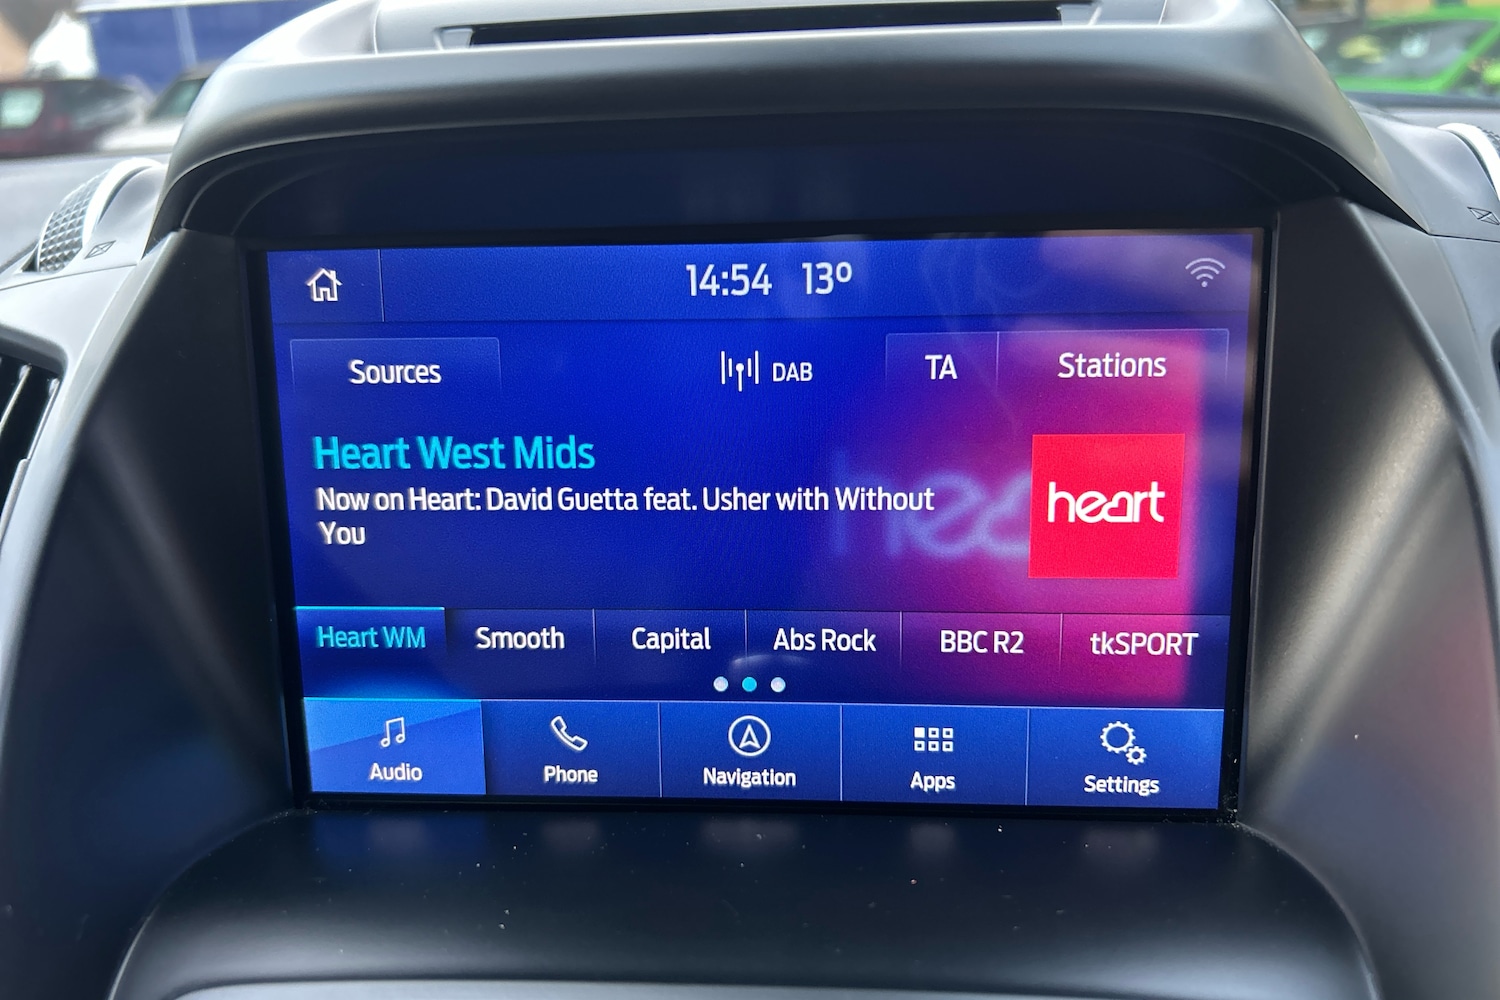 14:54 13º
Sources
DAB
TA
Stations
Heart West Mids
Now on Heart: David Guetta feat. Usher with Without
You
heart
Heart WM
Smooth
Capital
Abs Rock
BBC R2
tkSPORT
Audio
Phone
Navigation
Apps
Settings